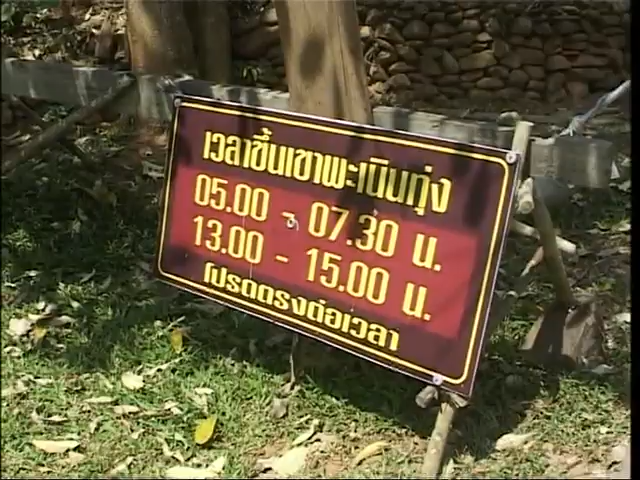 เวลาขึ้นเขาพะเนินทุ่ง
05.00 - 07.30 น.
13.00 - 15.00 น.
โปรดตรงต่อเวลา